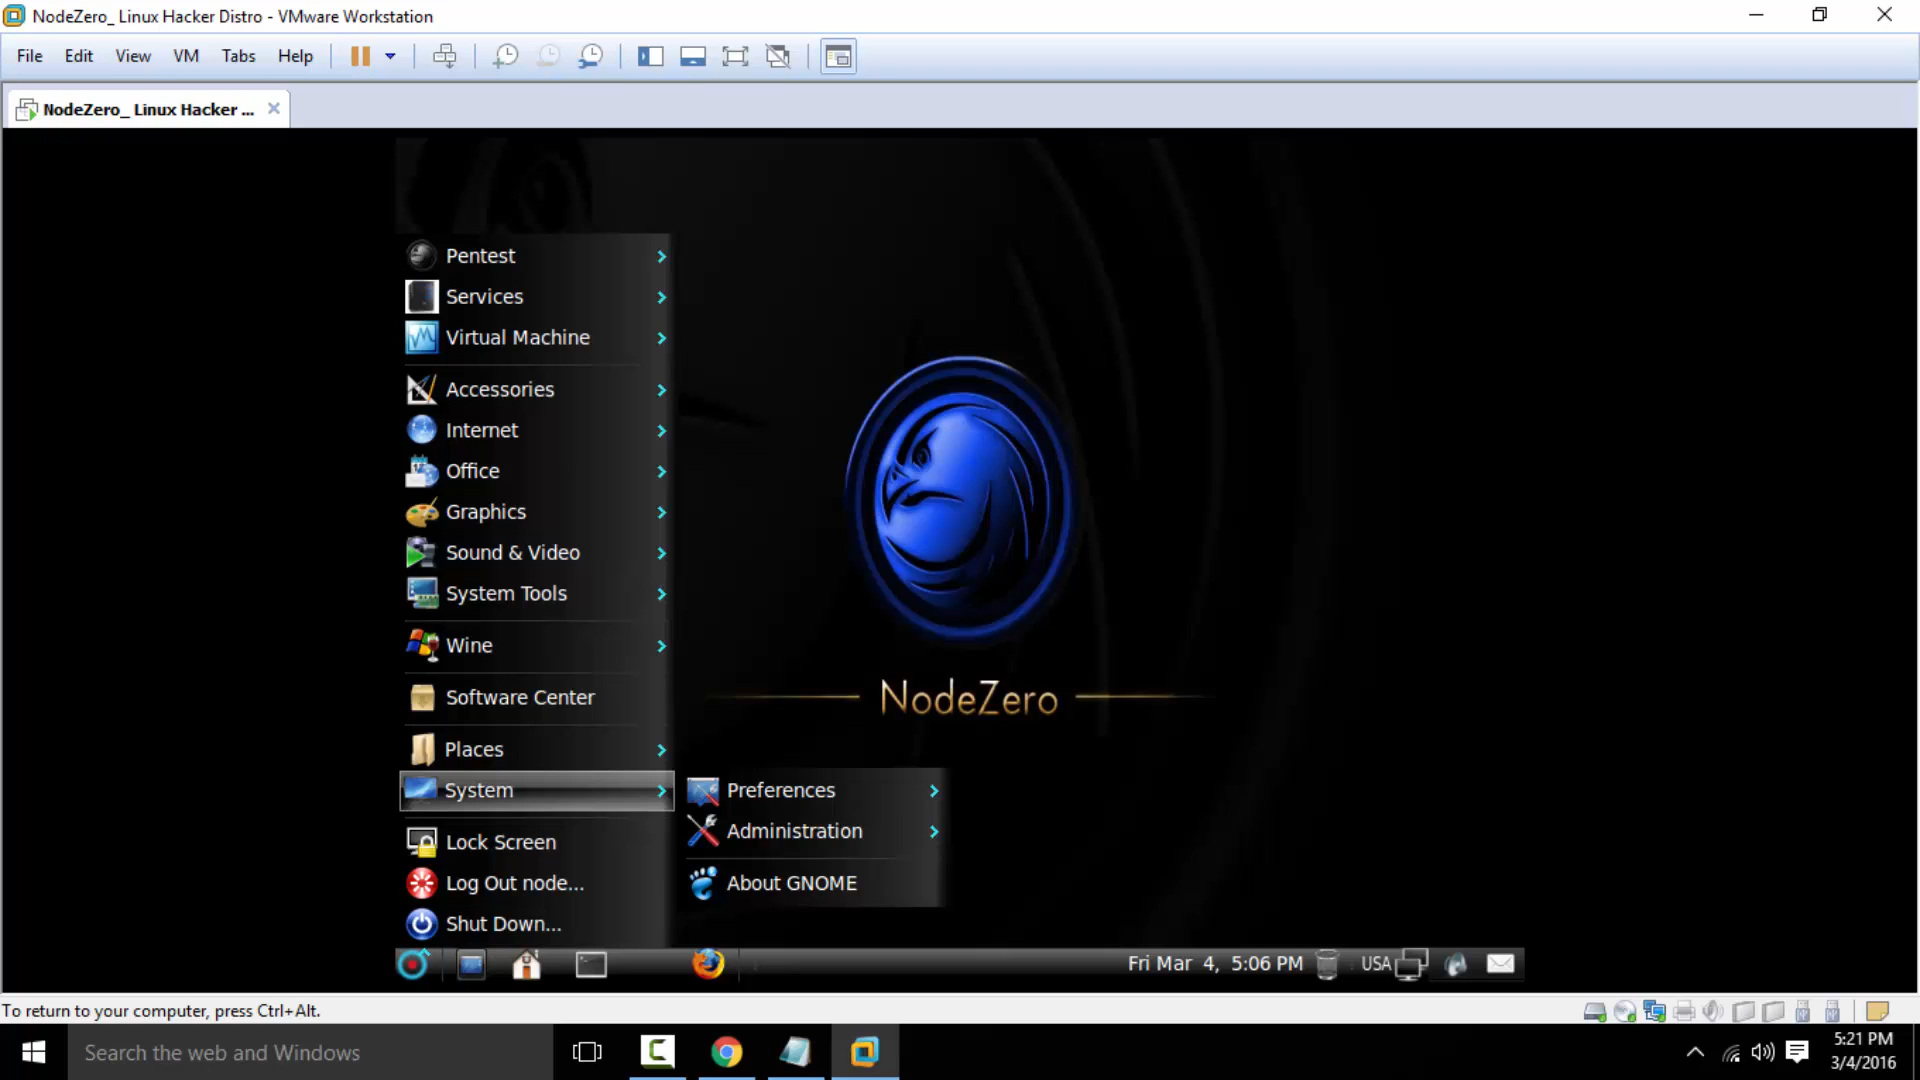 NodeZero_ Linux Hacker Distro - VMware Workstation
File Edit View VM Tabs Help
NodeZero_ Linux Hacker ...
Pentest
Services
Virtual Machine
Accessories
Internet
Office
Graphics
Sound & Video
System Tools
Wine
Software Center
NodeZero
Places
System
Preferences
Administration
Lock Screen
Log Out node...
About GNOME
Shut Down...
Fri Mar 4, 5:06 PM USA
To return to your computer, press Ctrl+Alt.
Search the web and Windows
5:21 PM
3/4/2016